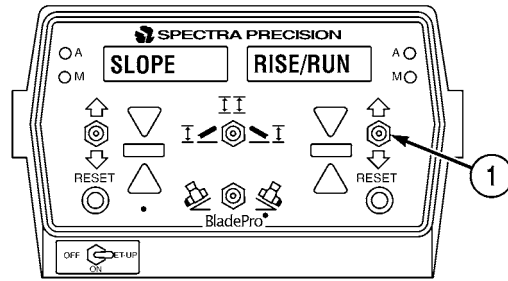 SPECTRA PRECISION
A
M
SLOPE
RISE/RUN
A
M
RESET
RESET
1
BladePro
OFF
SET-UP
ON